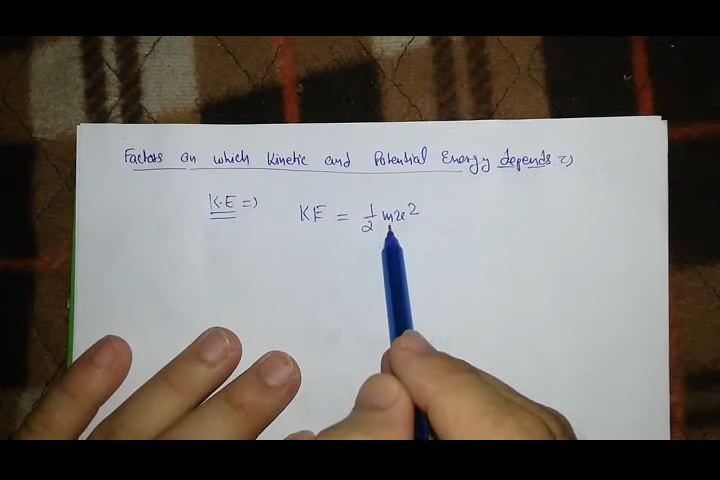 Factors on which Kinetic and Potential Energy depends =>
K.E => KE = 1/2 mv²